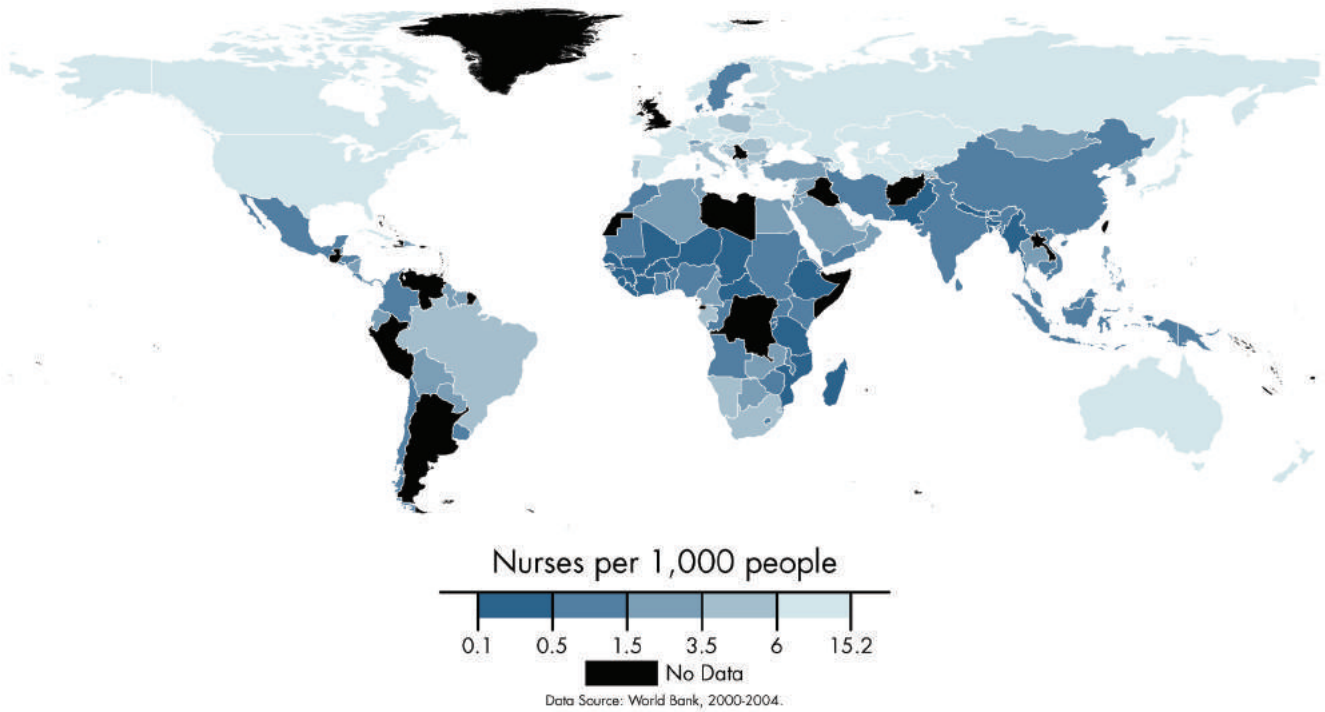 Nurses per 1,000 people
0.1 0.5 1.5 3.5 6 15.2
No Data
Data Source: World Bank, 2000-2004.